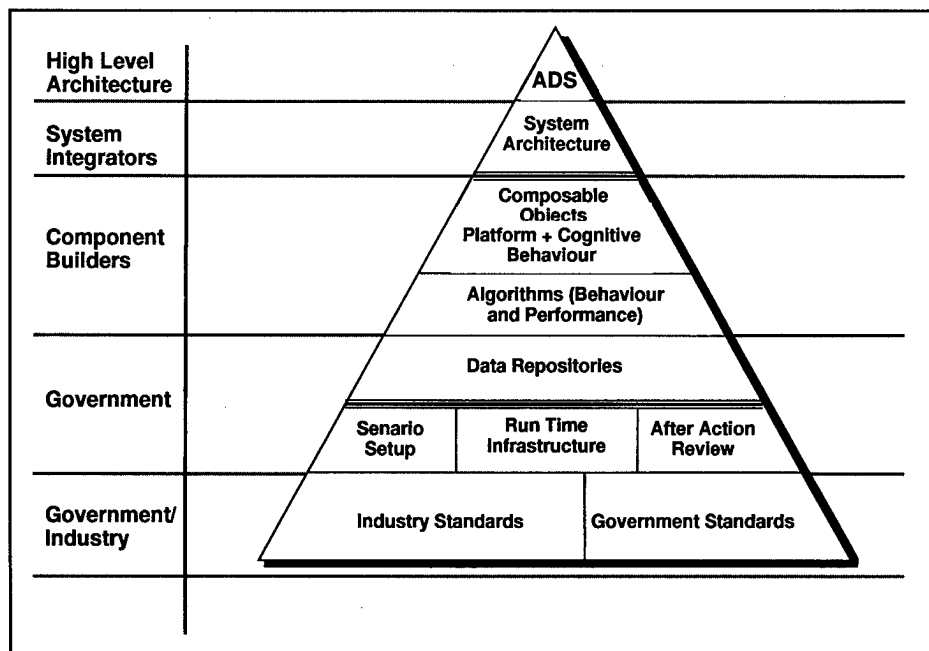 High Level
Architecture
ADS
System
Integrators
System
Architecture
Component
Builders
Composable
Objects
Platform + Cognitive
Behaviour
Algorithms (Behaviour
and Performance)
Government
Data Repositories
Senario
Setup
Run Time
Infrastructure
After Action
Review
Government/
Industry
Industry Standards
Government Standards